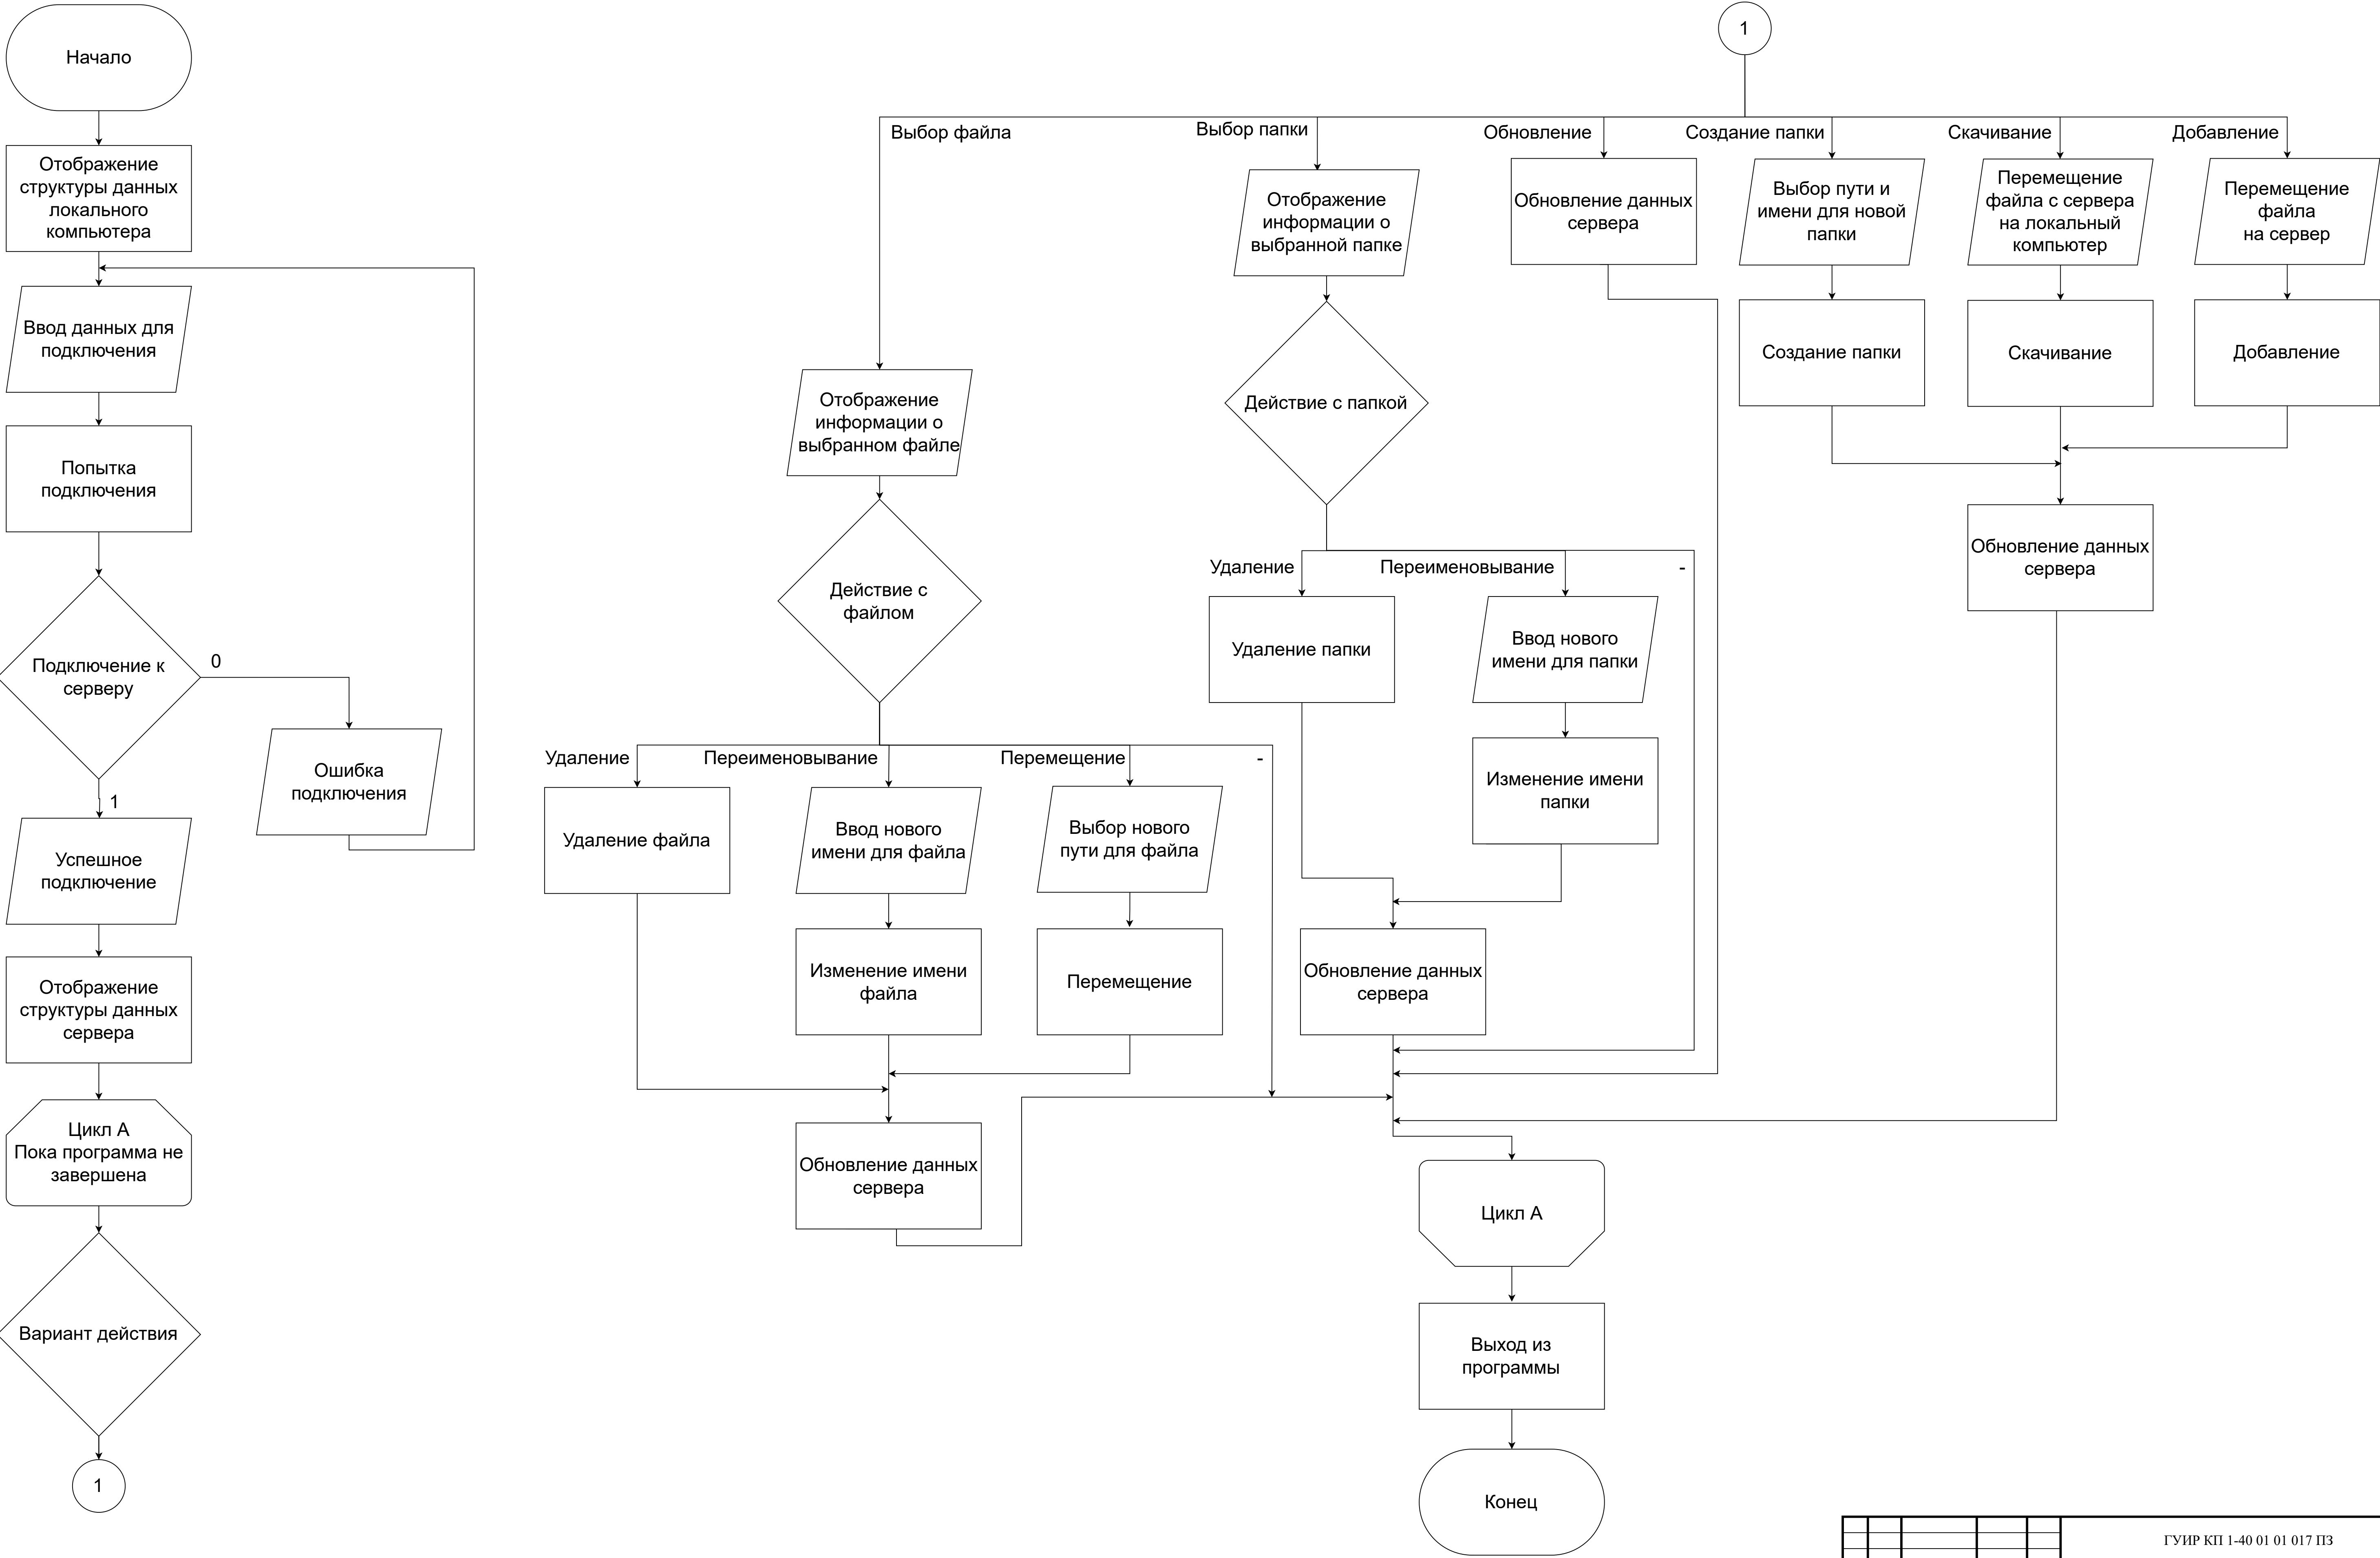 Начало
Отображение
структуры данных
локального
компьютера
Ввод данных для
подключения
Попытка
подключения
Подключение к
серверу
0
Ошибка
подключения
1
Успешное
подключение
Отображение
структуры данных
сервера
Цикл А
Пока программа не
завершена
Вариант действия
1
1
Выбор файла
Выбор папки
Обновление
Создание папки
Скачивание
Добавление
Отображение
информации о
выбранной папке
Обновление данных
сервера
Выбор пути и
имени для новой
папки
Перемещение
файла с сервера
на локальный
компьютер
Перемещение
файла
на сервер
Действие с папкой
Создание папки
Скачивание
Добавление
Отображение
информации о
выбранном файле
Обновление данных
сервера
Действие с
файлом
Удаление
Переименовывание
-
Удаление папки
Ввод нового
имени для папки
Изменение имени
папки
Удаление
Переименовывание
Перемещение
-
Удаление файла
Ввод нового
имени для файла
Выбор нового
пути для файла
Изменение имени
файла
Перемещение
Обновление данных
сервера
Обновление данных
сервера
Цикл А
Выход из
программы
Конец
ГУИР КП 1-40 01 01 017 ПЗ